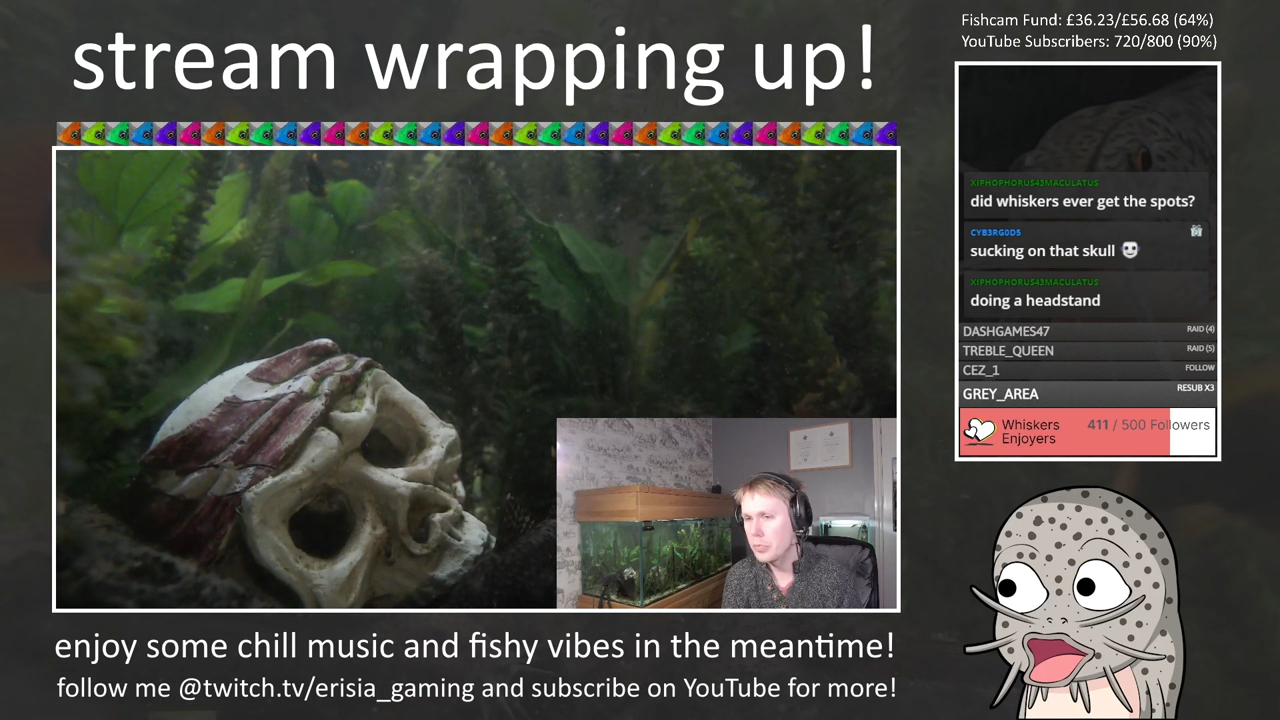 stream wrapping up!
Fishcam Fund: £36.23/£56.68 (64%)
YouTube Subscribers: 720/800 (90%)
XIPHOPHORUS43MACULATUS
did whiskers ever get the spots?
CYB3RG0D5
sucking on that skull
XIPHOPHORUS43MACULATUS
doing a headstand
DASHGAMES47 RAID (4)
TREBLE_QUEEN RAID (5)
CEZ_1 FOLLOW
GREY_AREA RESUB X3
Whiskers Enjoyers
411 / 500 Followers
enjoy some chill music and fishy vibes in the meantime!
follow me @twitch.tv/erisia_gaming and subscribe on YouTube for more!